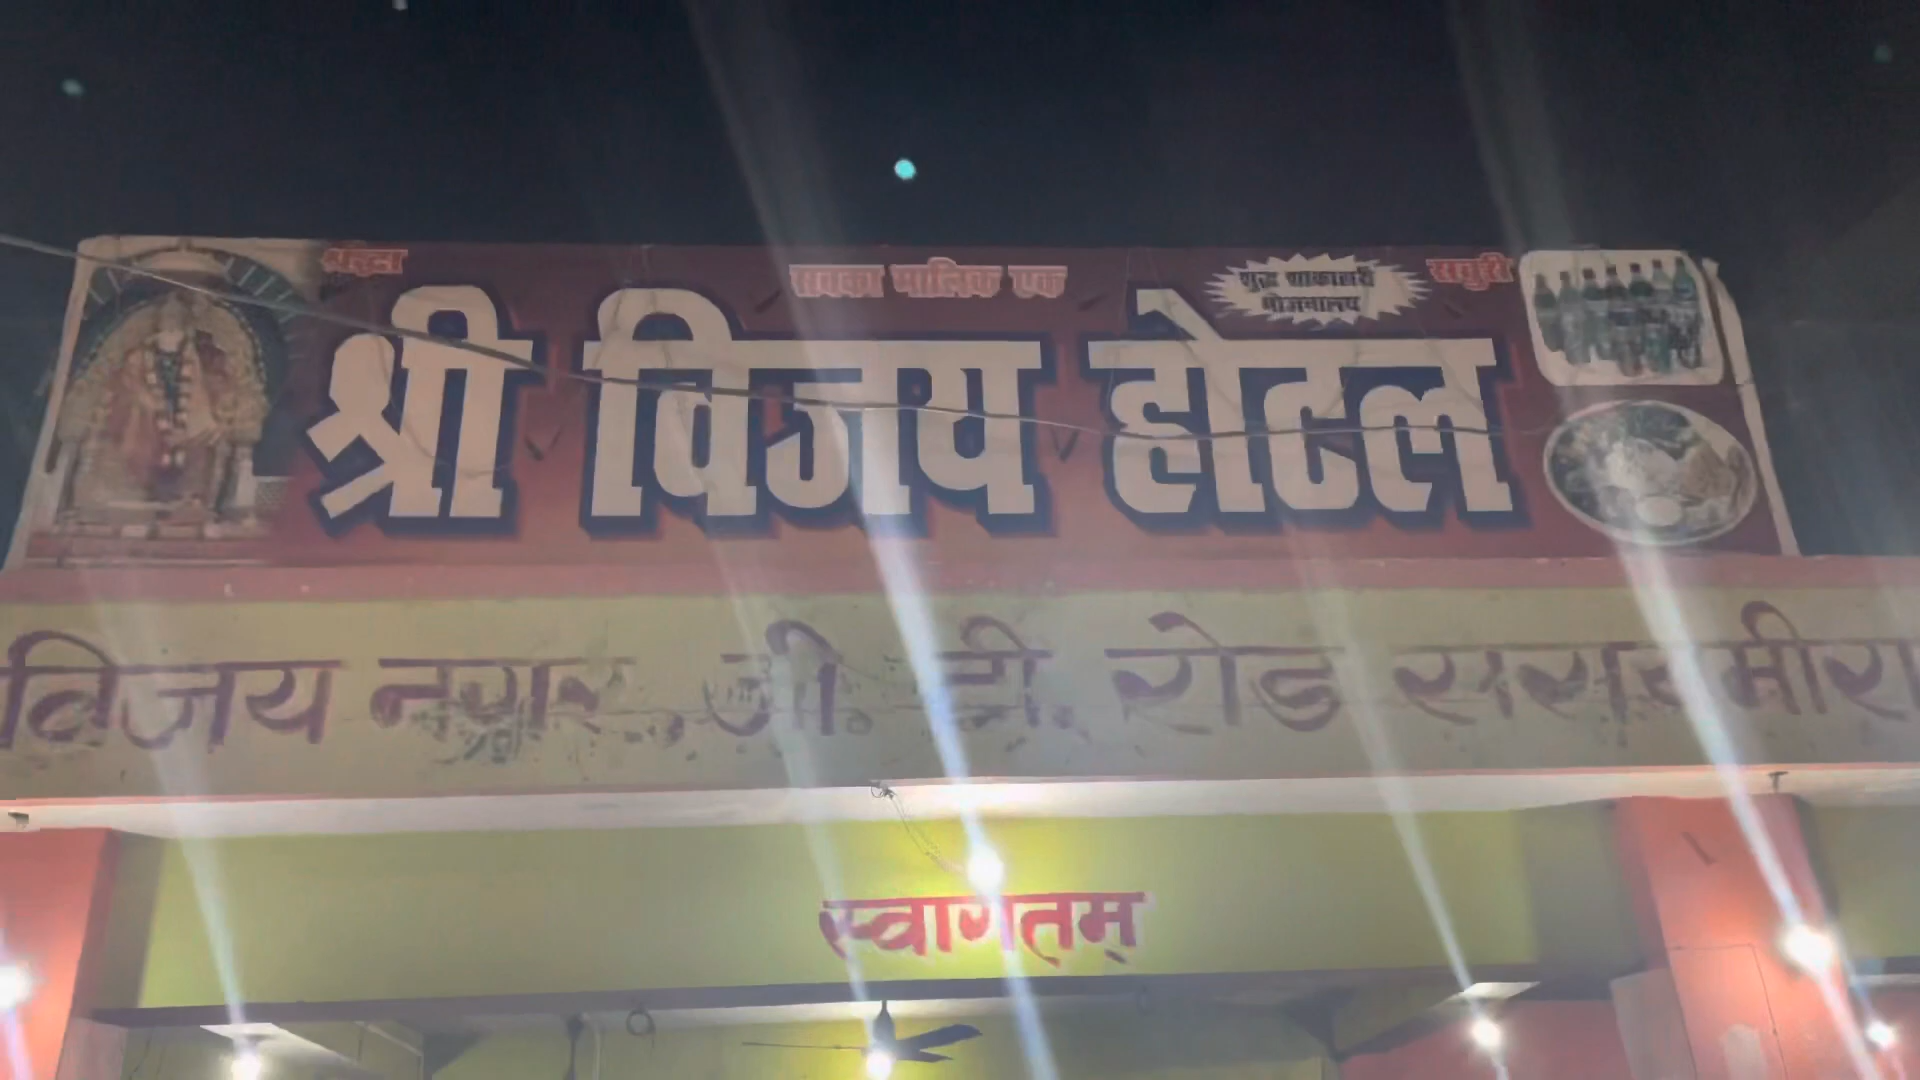 श्रद्धा सबका मालिक एक सबुरी
शुद्ध शाकाहारी
भोजनालय
श्री विजय होटल
विजय नगर जी. टी. रोड
स्वागतम्